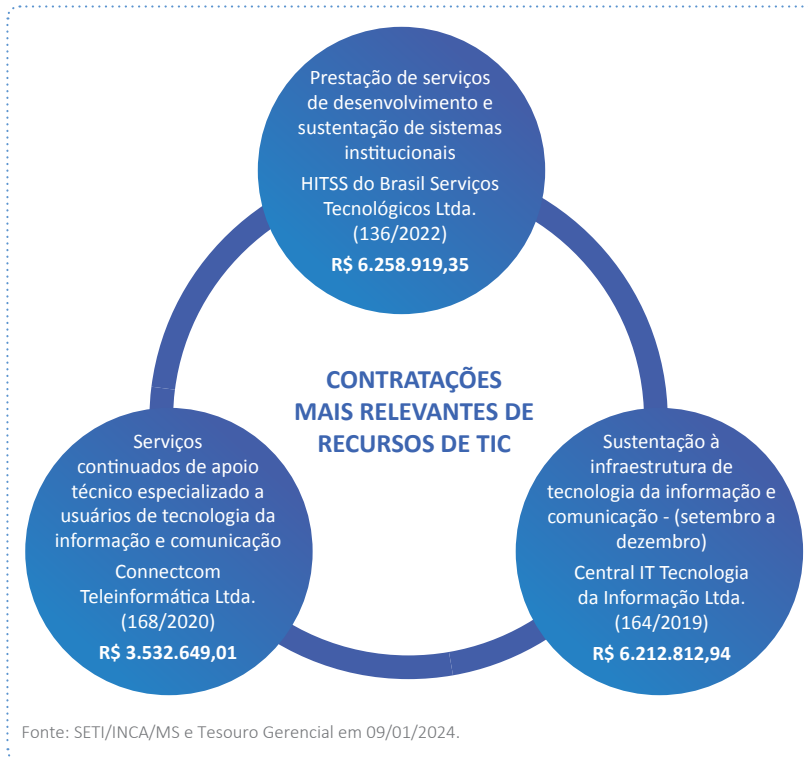 Prestação de serviços
de desenvolvimento e
sustentação de sistemas
institucionais
HITSS do Brasil Serviços
Tecnológicos Ltda.
(136/2022)
R$ 6.258.919,35
CONTRATAÇÕES
MAIS RELEVANTES DE
RECURSOS DE TIC
Serviços
continuados de apoio
técnico especializado a
usuários de tecnologia da
informação e comunicação
Connectcom
Teleinformática Ltda.
(168/2020)
R$ 3.532.649,01
Sustentação à
infraestrutura de
tecnologia da informação e
comunicação - (setembro a
dezembro)
Central IT Tecnologia
da Informação Ltda.
(164/2019)
R$ 6.212.812,94
Fonte: SETI/INCA/MS e Tesouro Gerencial em 09/01/2024.